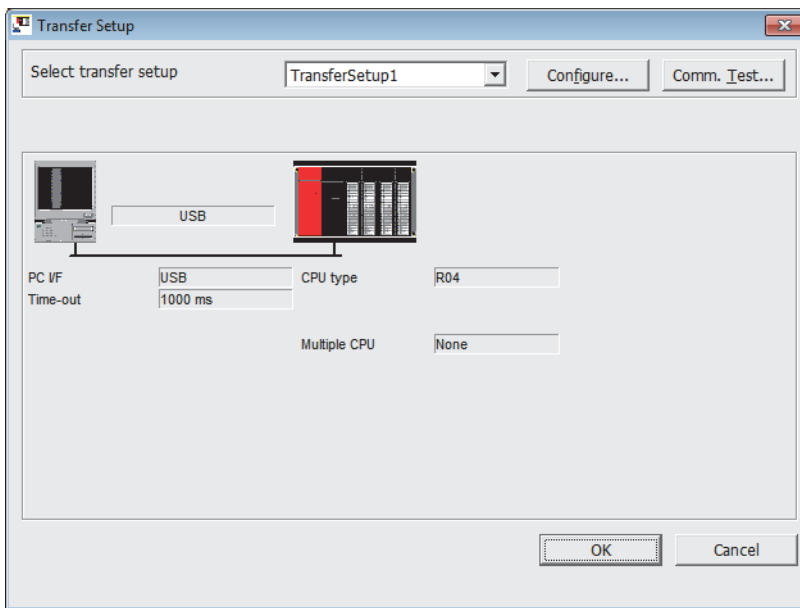 Transfer Setup
Select transfer setup TransferSetup1 Configure... Comm. Test...
USB
PC I/F USB CPU type R04
Time-out 1000 ms
Multiple CPU None
OK Cancel